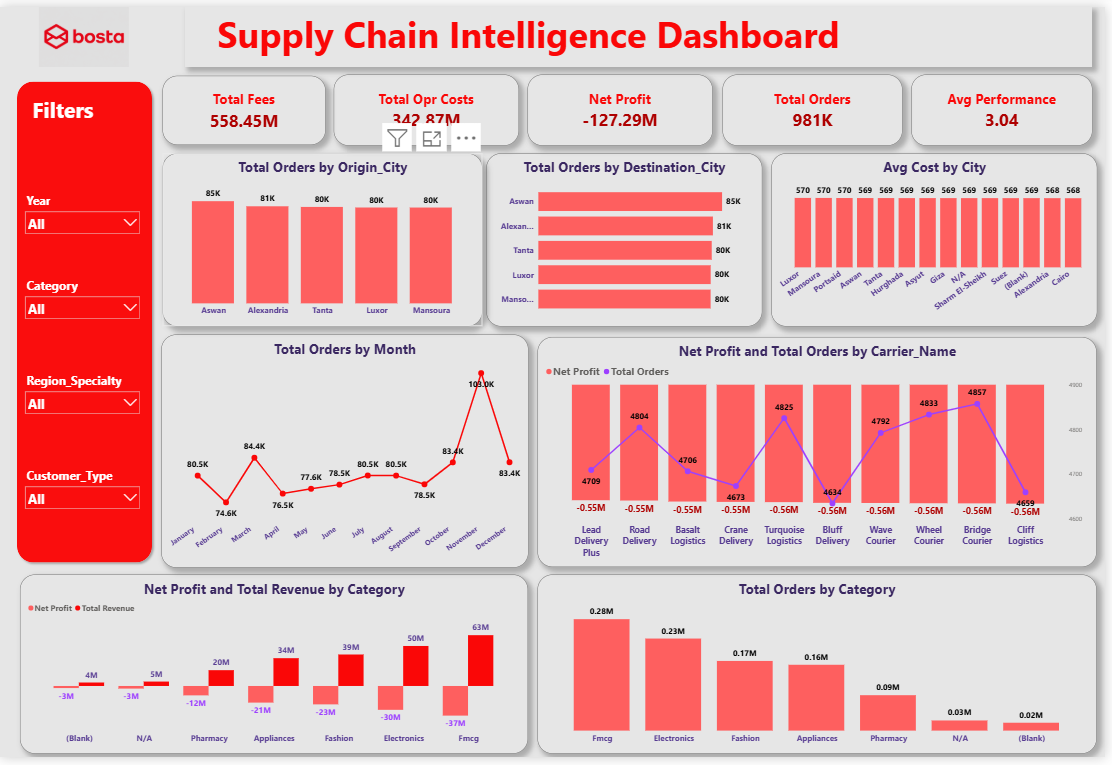 bosta
Supply Chain Intelligence Dashboard
Filters
Year
All
Category
All
Region_Specialty
All
Customer_Type
All
Total Fees
558.45M
Total Opr Costs
342.87M
Net Profit
-127.29M
Total Orders
981K
Avg Performance
3.04
Total Orders by Origin_City
85K
81K
80K
80K
80K
Aswan
Alexandria
Tanta
Luxor
Mansoura
Total Orders by Destination_City
Aswan
85K
Alexan...
81K
Tanta
80K
Luxor
80K
Manso...
80K
Avg Cost by City
570
570
570
569
569
569
569
569
569
569
569
569
568
568
Luxor
Mansoura
Portsaid
Aswan
Tanta
Hurghada
Asyut
Giza
N/A
Sharm El-Sheikh
Suez
(Blank)
Alexandria
Cairo
Total Orders by Month
80.5K
74.6K
84.4K
76.5K
77.6K
78.5K
80.5K
80.5K
78.5K
83.4K
103.0K
83.4K
January
February
March
April
May
June
July
August
September
October
November
December
Net Profit and Total Orders by Carrier_Name
Net Profit
Total Orders
4900
4800
4700
4600
4709
4804
4706
4673
4825
4634
4792
4833
4857
4659
-0.55M
-0.55M
-0.55M
-0.55M
-0.56M
-0.56M
-0.56M
-0.56M
-0.56M
-0.56M
Lead
Delivery
Plus
Road
Delivery
Basalt
Logistics
Crane
Delivery
Turquoise
Logistics
Bluff
Delivery
Wave
Courier
Wheel
Courier
Bridge
Courier
Cliff
Logistics
Net Profit and Total Revenue by Category
Net Profit
Total Revenue
4M
5M
20M
34M
39M
50M
63M
-3M
-3M
-12M
-21M
-23M
-30M
-37M
(Blank)
N/A
Pharmacy
Appliances
Fashion
Electronics
Fmcg
Total Orders by Category
0.28M
0.23M
0.17M
0.16M
0.09M
0.03M
0.02M
Fmcg
Electronics
Fashion
Appliances
Pharmacy
N/A
(Blank)